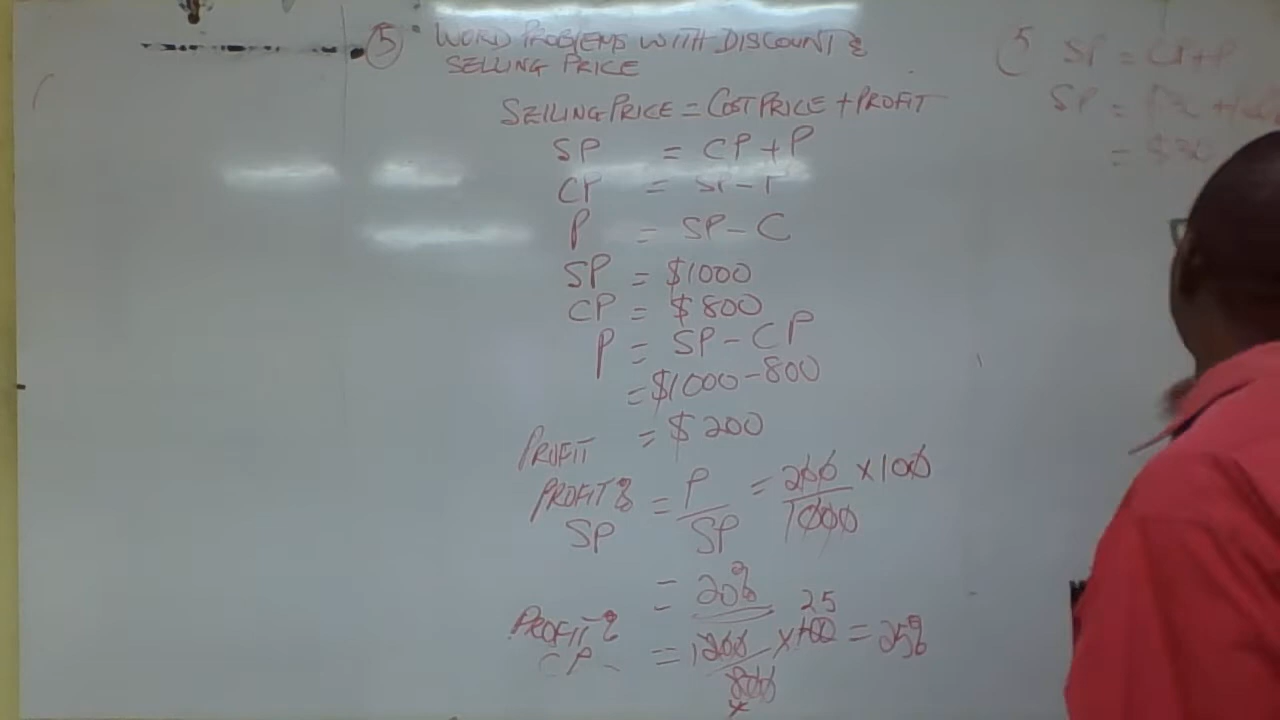 ⑤ WORD PROBLEMS WITH DISCOUNT &
SELLING PRICE
SELLING PRICE = COST PRICE + PROFIT
SP = CP + P
CP = SP - P
P = SP - C
SP = $1000
CP = $800
P = SP - CP
= $1000 - 800
PROFIT = $200
PROFIT % = P = 200 × 100
SP SP 1000
= 20%
25
PROFIT % = 200 × 100 = 25%
CP 800
5 SP = CP + P
SP =
= $